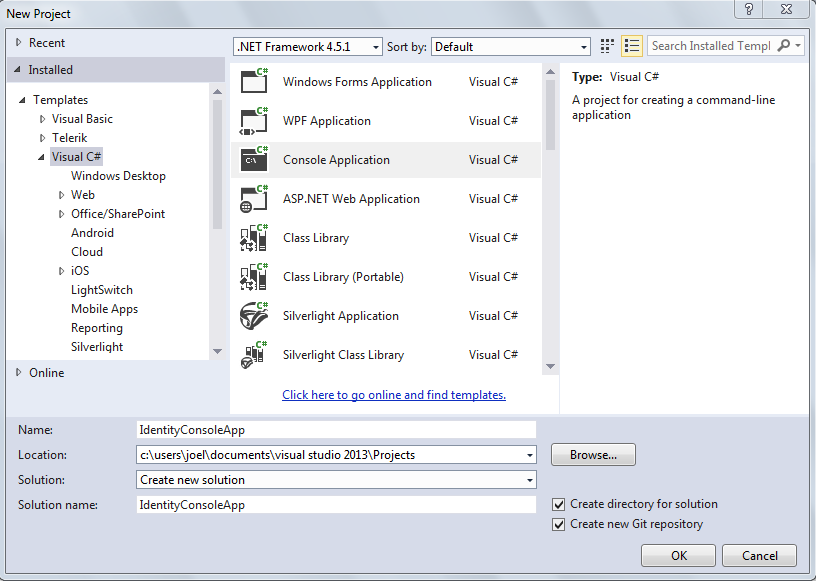 New Project
?
Recent
.NET Framework 4.5.1
Sort by:
Default
Search Installed Templ
Installed
Templates
Visual Basic
Telerik
Visual C#
Windows Desktop
Web
Office/SharePoint
Android
Cloud
iOS
LightSwitch
Mobile Apps
Reporting
Silverlight
Online
C# Windows Forms Application Visual C#
C# WPF Application Visual C#
C# C:\ Console Application Visual C#
C# ASP.NET Web Application Visual C#
C# Class Library Visual C#
C# Class Library (Portable) Visual C#
C# Silverlight Application Visual C#
C# Silverlight Class Library Visual C#
Click here to go online and find templates.
Type: Visual C#
A project for creating a command-line
application
Name: IdentityConsoleApp
Location: c:\users\joel\documents\visual studio 2013\Projects Browse...
Solution: Create new solution
Solution name: IdentityConsoleApp
Create directory for solution
Create new Git repository
OK Cancel